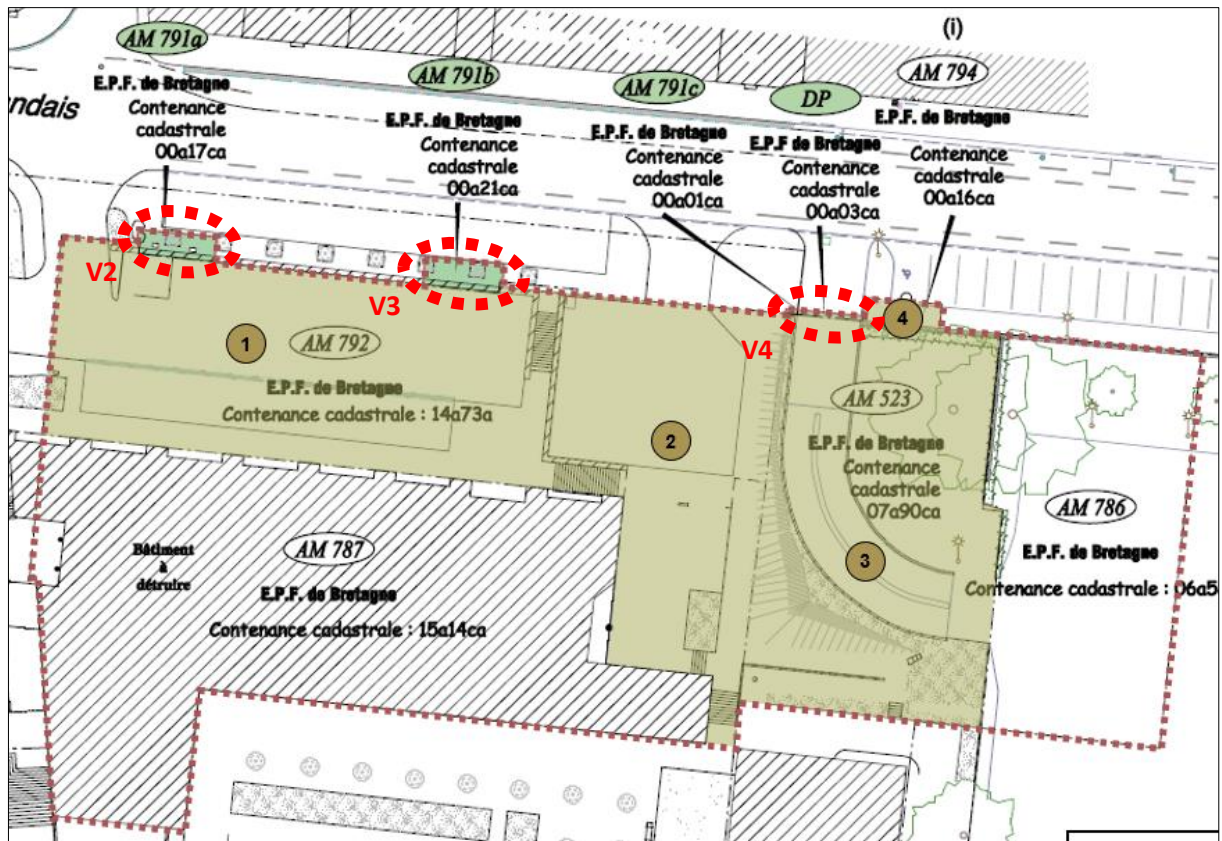 (i)
AM 791a
E.P.F. de Bretagne
Contenance
cadastrale
00a17ca
AM 791b
E.P.F. de Bretagne
Contenance
cadastrale
00a21ca
AM 791c
E.P.F. de Bretagne
Contenance
cadastrale
00a01ca
DP
E.P.F de Bretagne
Contenance
cadastrale
00a03ca
AM 794
E.P.F. de Bretagne
Contenance
cadastrale
00a16ca
ndais
V2
V3
V4
4
1
AM 792
E.P.F. de Bretagne
Contenance cadastrale : 14a73a
2
AM 523
E.P.F. de Bretagne
Contenance
cadastrale
07a90ca
3
AM 786
E.P.F. de Bretagne
Contenance cadastrale : 06a5
Bâtiment
à
détruire
AM 787
E.P.F. de Bretagne
Contenance cadastrale : 15a14ca